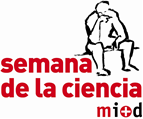 semana
de la ciencia
mi+d